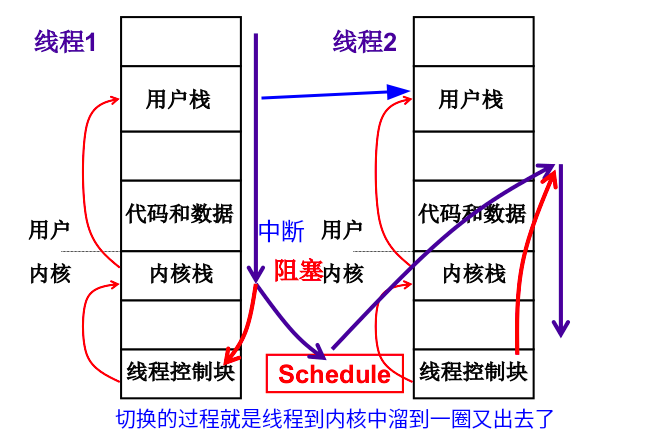 线程1
线程2
用户栈
用户栈
代码和数据
代码和数据
用户
中断
用户
内核
内核栈
阻塞
内核
内核栈
线程控制块
Schedule
线程控制块
切换的过程就是线程到内核中溜到一圈又出去了